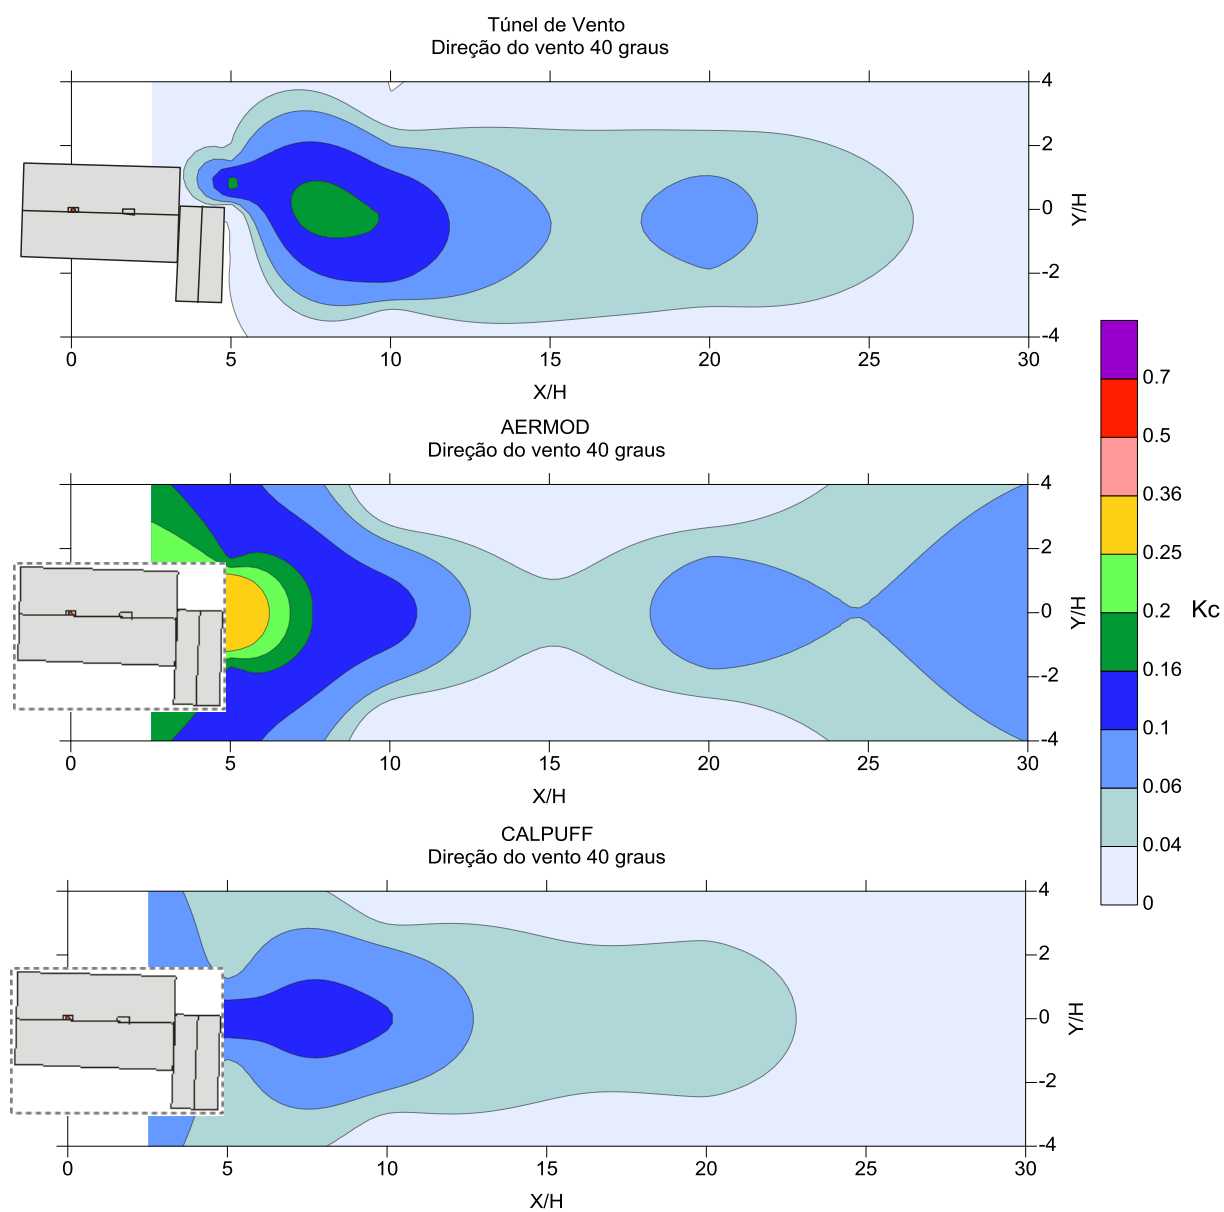 Túnel de Vento
Direção do vento 40 graus
4
2
0
-2
-4
Y/H
0 5 10 15 20 25 30
X/H
AERMOD
Direção do vento 40 graus
4
2
0
-2
-4
Y/H
0 5 10 15 20 25 30
X/H
CALPUFF
Direção do vento 40 graus
4
2
0
-2
-4
Y/H
0 5 10 15 20 25 30
X/H
0.7
0.5
0.36
0.25
0.2
0.16
0.1
0.06
0.04
0
Kc